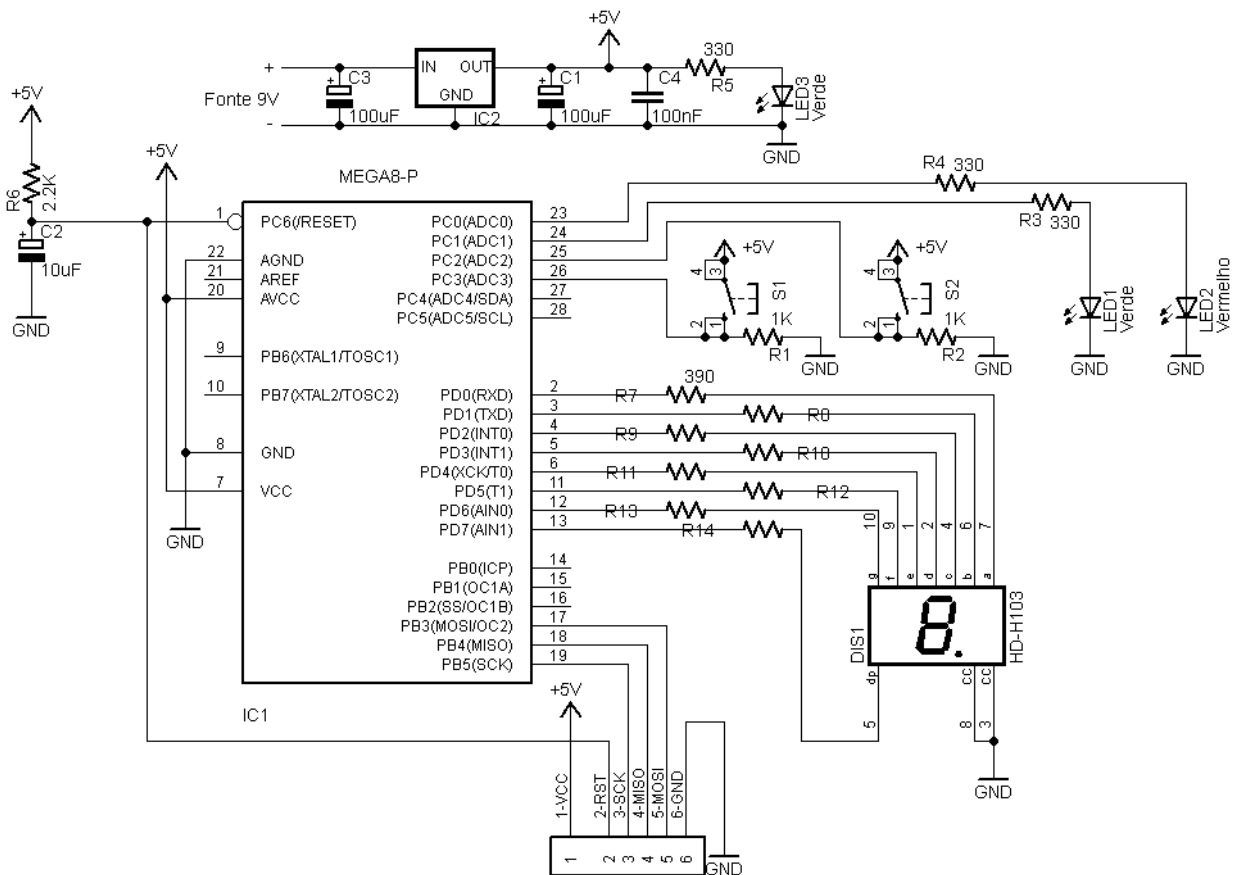 +5V
330
+
C3
IN OUT
GND
IC2
C1
C4
R5
LED3
Verde
Fonte 9V
100uF
100uF
100nF
-
GND
+5V
R6
2.2K
C2
10uF
GND
+5V
MEGA8-P
R4 330
R3 330
1 PC6(/RESET)
22 AGND
21 AREF
20 AVCC
9 PB6(XTAL1/TOSC1)
10 PB7(XTAL2/TOSC2)
8 GND
7 VCC
GND
PC0(ADC0) 23
PC1(ADC1) 24
PC2(ADC2) 25
PC3(ADC3) 26
PC4(ADC4/SDA) 27
PC5(ADC5/SCL) 28
PD0(RXD) 2
PD1(TXD) 3
PD2(INT0) 4
PD3(INT1) 5
PD4(XCK/T0) 6
PD5(T1) 11
PD6(AIN0) 12
PD7(AIN1) 13
PB0(ICP) 14
PB1(OC1A) 15
PB2(SS/OC1B) 16
PB3(MOSI/OC2) 17
PB4(MISO) 18
PB5(SCK) 19
IC1
+5V
4 3
2 1
S1
1K
R1
GND
+5V
4 3
2 1
S2
1K
R2
GND
LED1
Verde
GND
LED2
Vermelho
GND
390
R7
R8
R9
R10
R11
R12
R13
R14
10 9 1 2 4 6 7
g f e d c b a
DIS1
8.
HD-H103
dp CC CC
5 8 3
GND
+5V
1-VCC
2-RST
3-SCK
4-MISO
5-MOSI
6-GND
1 2 3 4 5 6
GND